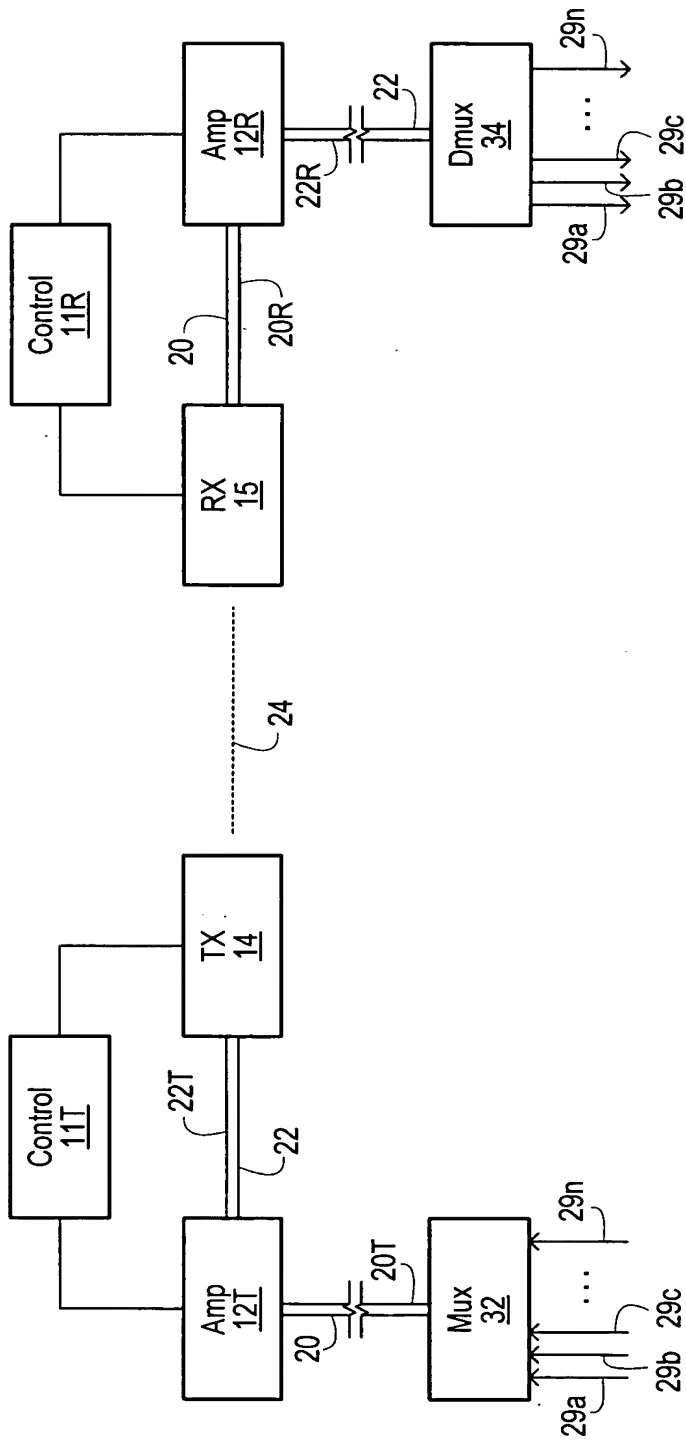 Control
11T
Control
11R
Amp
12T
22T
22
TX
14
24
RX
15
20
20R
Amp
12R
20
20T
22R
22
Mux
32
Dmux
34
29a
29b
29c
...
29n
29a
29b
29c
...
29n